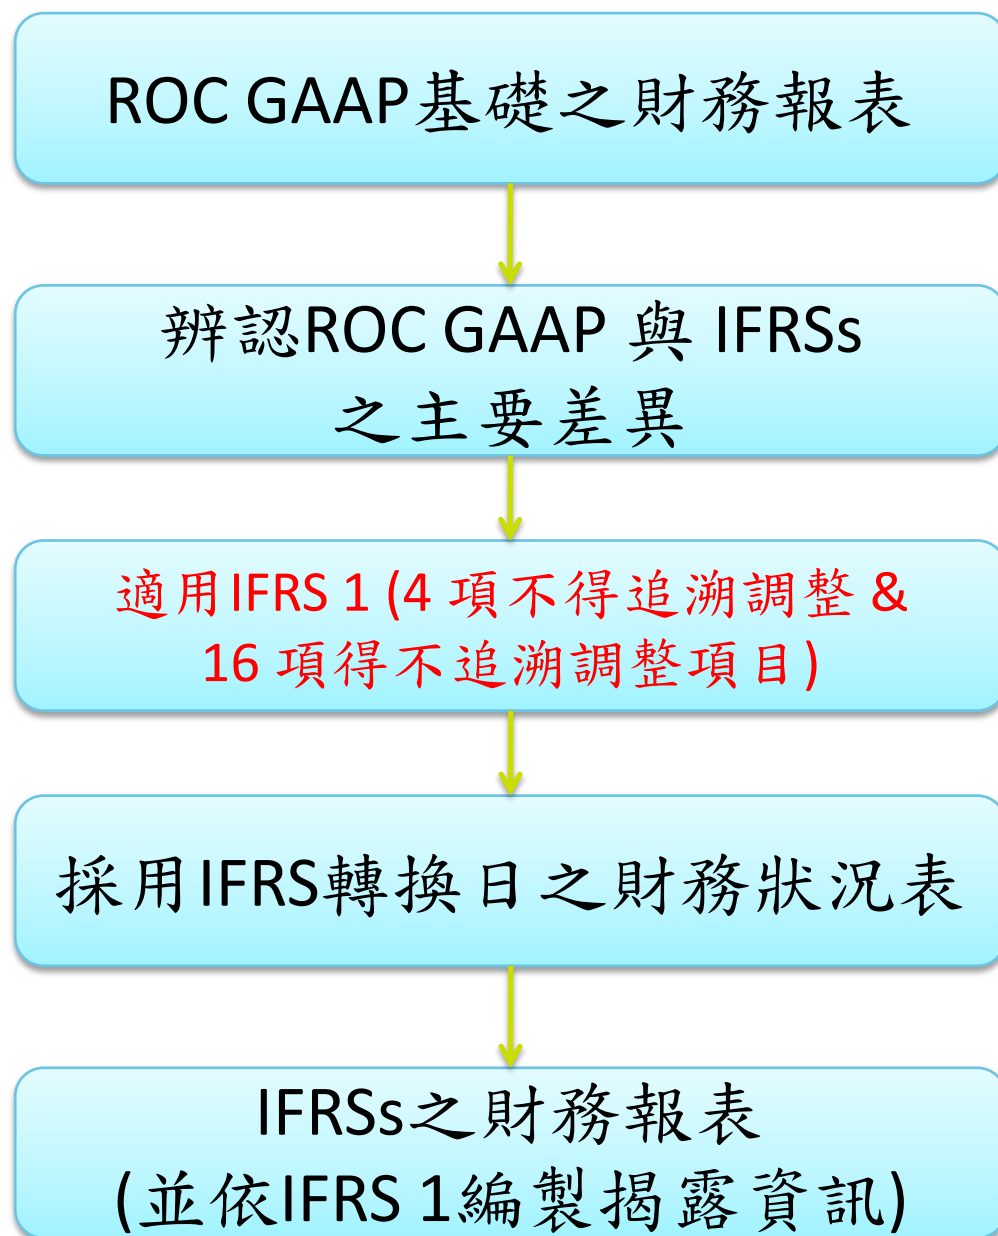 ROC GAAP基礎之財務報表
辨認ROC GAAP 與 IFRSs
之主要差異
適用IFRS 1 (4 項不得追溯調整 &
16 項得不追溯調整項目)
採用IFRS轉換日之財務狀況表
IFRSs之財務報表
(並依IFRS 1編製揭露資訊)